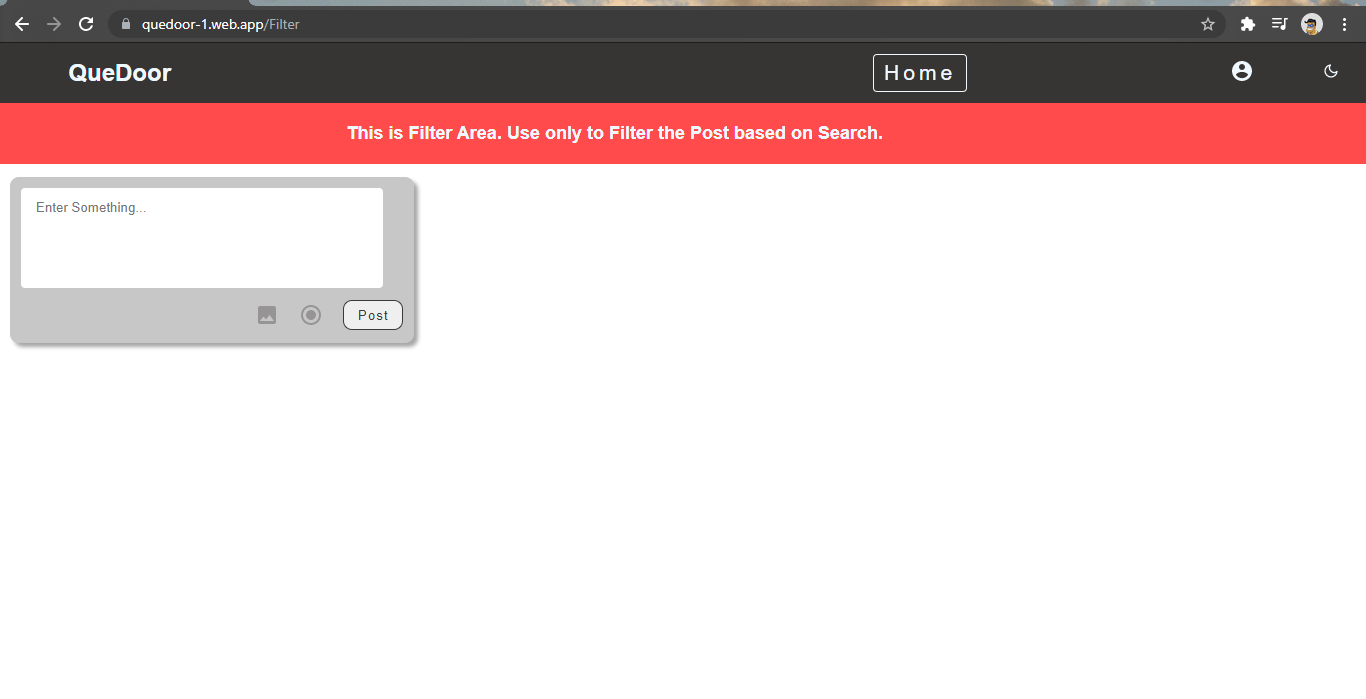 quedoor-1.web.app/Filter
QueDoor
Home
This is Filter Area. Use only to Filter the Post based on Search.
Enter Something...
Post